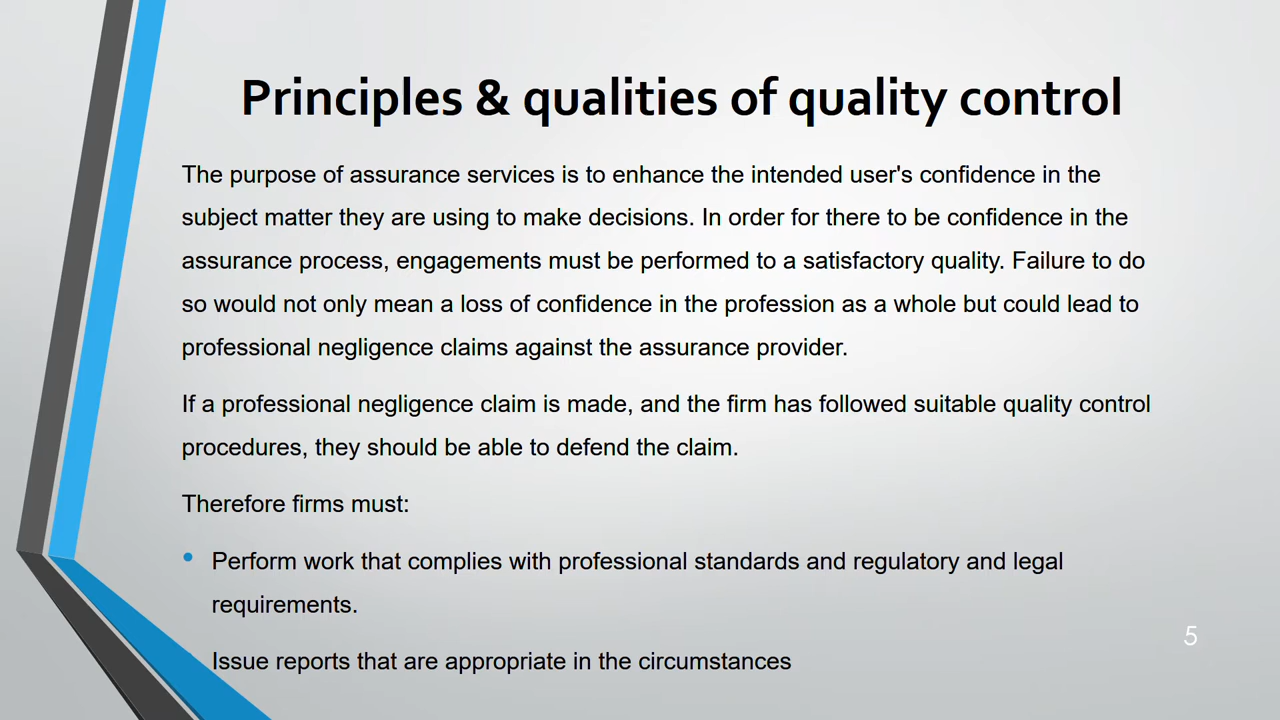 Principles & qualities of quality control
The purpose of assurance services is to enhance the intended user's confidence in the
subject matter they are using to make decisions. In order for there to be confidence in the
assurance process, engagements must be performed to a satisfactory quality. Failure to do
so would not only mean a loss of confidence in the profession as a whole but could lead to
professional negligence claims against the assurance provider.
If a professional negligence claim is made, and the firm has followed suitable quality control
procedures, they should be able to defend the claim.
Therefore firms must:
• Perform work that complies with professional standards and regulatory and legal
requirements.
5
Issue reports that are appropriate in the circumstances